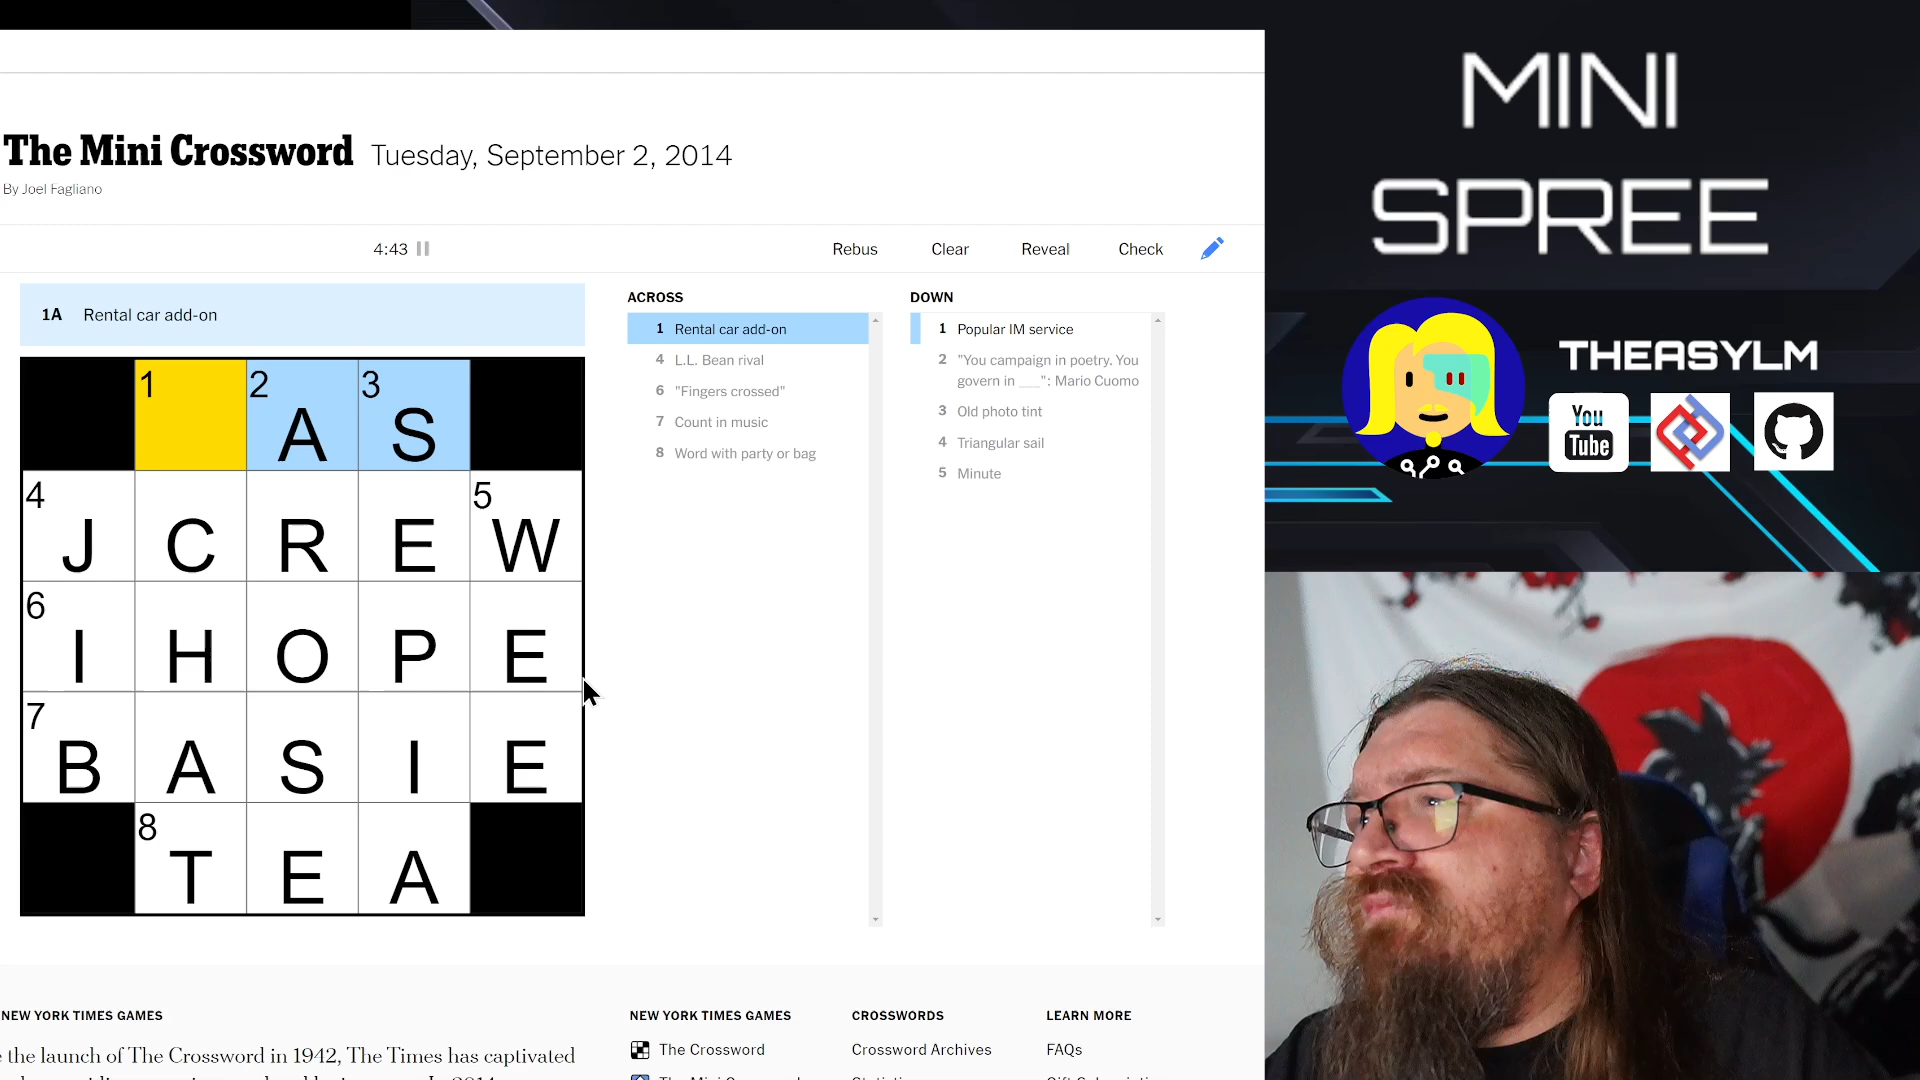 MINI
SPREE
THEASYLM
You
Tube
The Mini Crossword Tuesday, September 2, 2014
By Joel Fagliano
4:43
Rebus Clear Reveal Check
1A Rental car add-on
ACROSS
1 Rental car add-on
4 L.L. Bean rival
6 "Fingers crossed"
7 Count in music
8 Word with party or bag
DOWN
1 Popular IM service
2 "You campaign in poetry. You
govern in ___": Mario Cuomo
3 Old photo tint
4 Triangular sail
5 Minute
1 2 A 3 S
4 J C R E 5 W
6 I H O P E
7 B A S I E
8 T E A
NEW YORK TIMES GAMES
the launch of The Crossword in 1942, The Times has captivated
NEW YORK TIMES GAMES
The Crossword
CROSSWORDS
Crossword Archives
LEARN MORE
FAQs